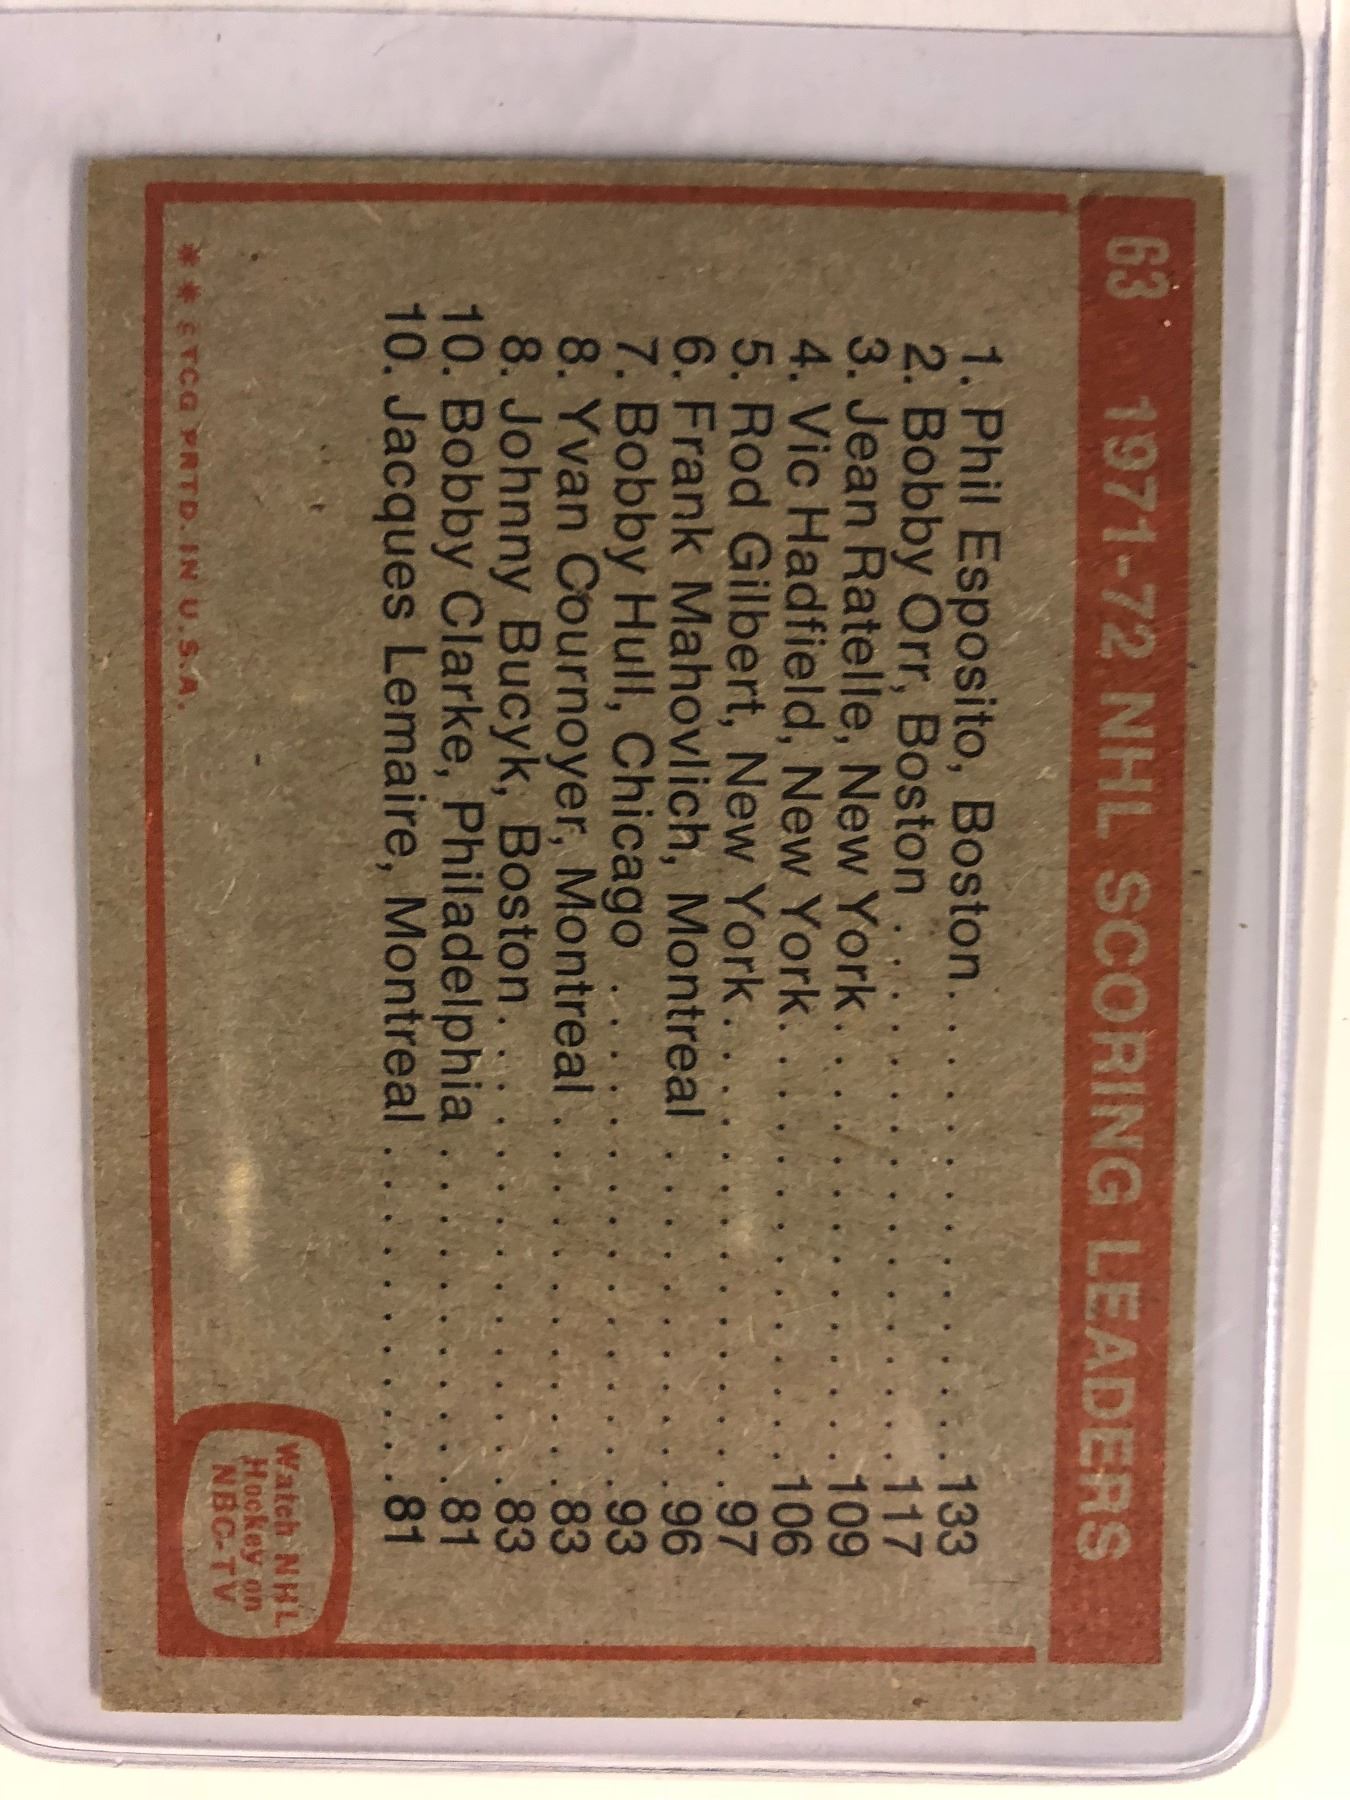 63 1971-72 NHL SCORING LEADERS
1. Phil Esposito, Boston . . . . . . . . . . . . . . . . . 133
2. Bobby Orr, Boston . . . . . . . . . . . . . . . . . . 117
3. Jean Ratelle, New York . . . . . . . . . . . . . . . . 109
4. Vic Hadfield, New York . . . . . . . . . . . . . . . . 106
5. Rod Gilbert, New York . . . . . . . . . . . . . . . . . 97
6. Frank Mahovlich, Montreal . . . . . . . . . . . . . 96
7. Bobby Hull, Chicago . . . . . . . . . . . . . . . . . . 93
8. Yvan Cournoyer, Montreal . . . . . . . . . . . . . . 83
8. Johnny Bucyk, Boston . . . . . . . . . . . . . . . . . 83
10. Bobby Clarke, Philadelphia . . . . . . . . . . . . . 81
10. Jacques Lemaire, Montreal . . . . . . . . . . . . . 81
Watch NHL
Hockey on
NBC-TV
** ©TCG PRTD. IN U.S.A.